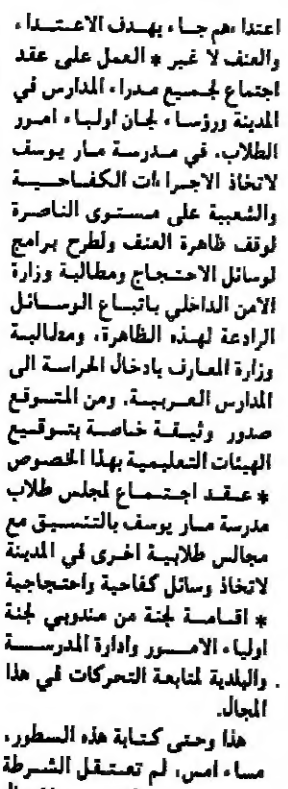 اعتداءهم جاء بهدف الاعتداء
والعنف لا غير * العمل على عقد
اجتماع لجميع مدراء المدارس في
المدينة ورؤساء لجان اولياء امور
الطلاب، في مدرسة مار يوسف
لاتخاذ الاجراءات الكفاحية
والشعبية على مستوى الناصرة
لوقف ظاهرة العنف ولطرح برامج
لوسائل الاحتجاج ومطالبة وزارة
الامن الداخلي باتباع الوسائل
الرادعة لهذه الظاهرة، ومطالبة
وزارة المعارف بادخال الحراسة الى
المدارس العربية. ومن المتوقع
صدور وثيقة خاصة بتوقيع
الهيئات التعليمية بهذا الخصوص
* عقد اجتماع لمجلس طلاب
مدرسة مار يوسف بالتنسيق مع
مجالس طلابية اخرى في المدينة
لاتخاذ وسائل كفاحية واحتجاجية
* اقامة لجنة من مندوبي لجنة
اولياء الامور وادارة المدرسة
والبلدية لمتابعة التحركات في هذا
المجال.
هذا وحتى كتابة هذه السطور،
مساء امس، لم تعتقل الشرطة